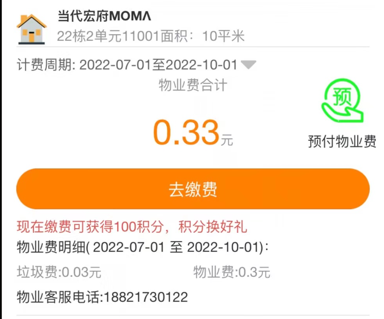 当代宏府MOMΛ
22栋2单元11001面积：10平米
计费周期: 2022-07-01至2022-10-01
物业费合计
预
0.33元
预付物业费
去缴费
现在缴费可获得100积分，积分换好礼
物业费明细( 2022-07-01 至 2022-10-01)：
垃圾费:0.03元 物业费:0.3元
物业客服电话:18821730122